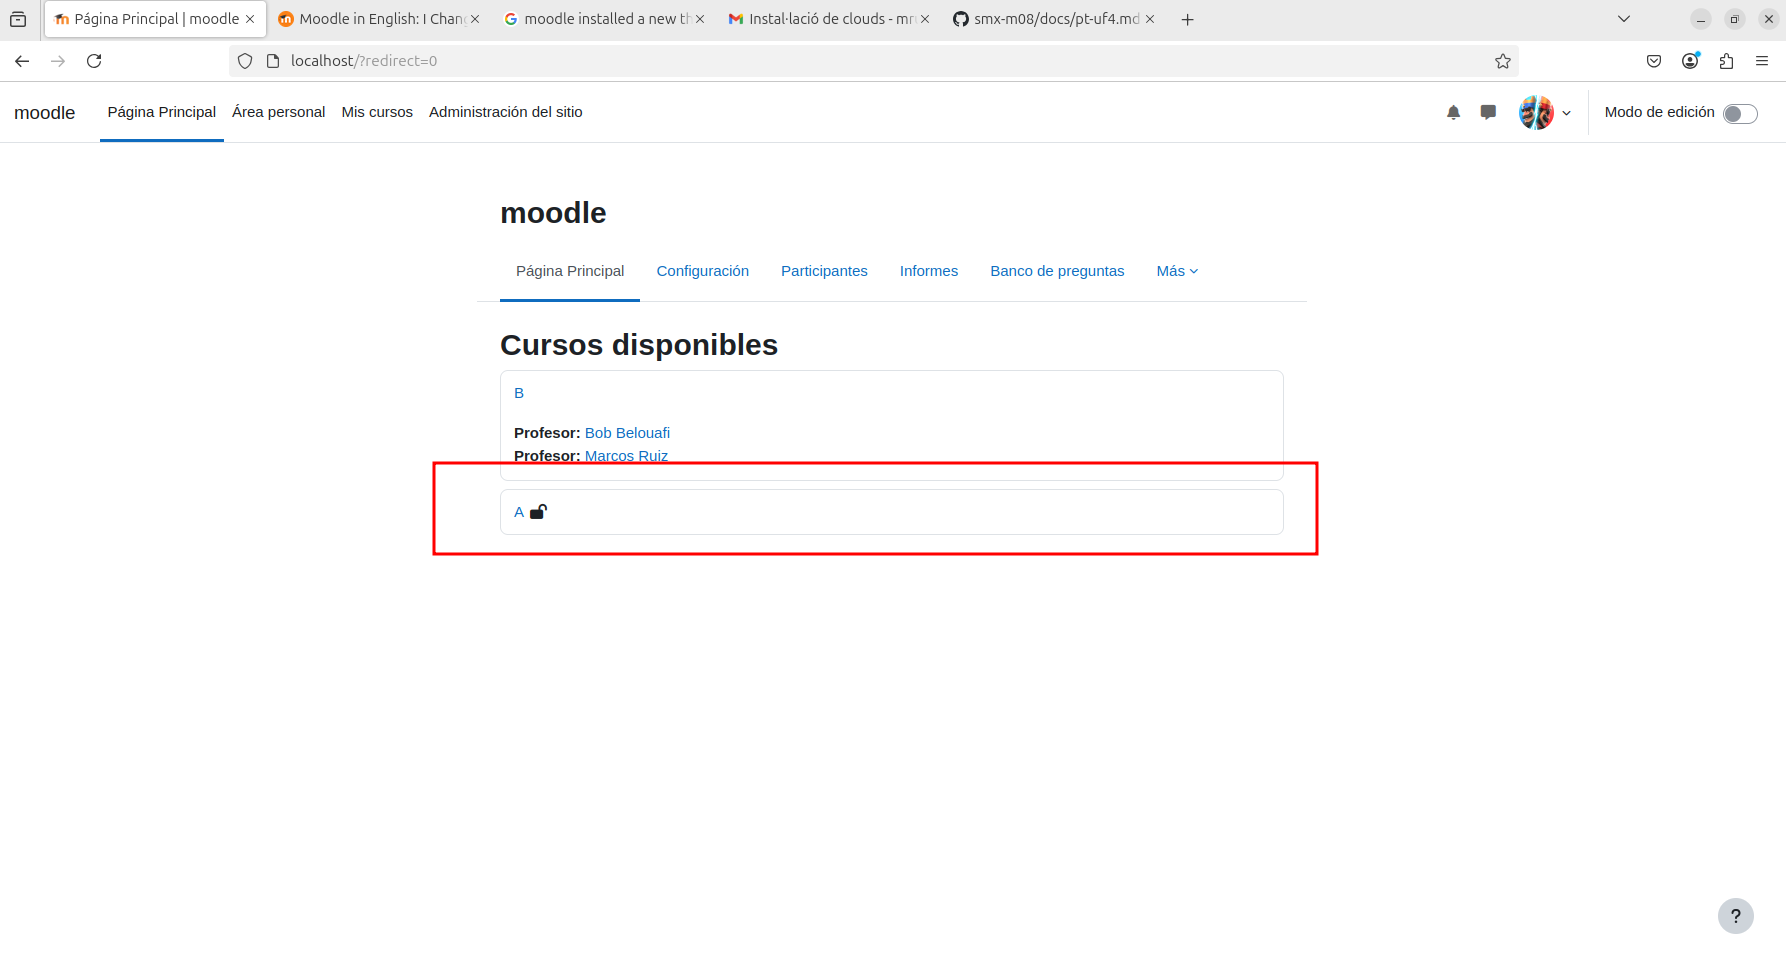 Página Principal | moodle
Moodle in English: I Chang
moodle installed a new th
Instal·lació de clouds - mru
smx-m08/docs/pt-uf4.md
localhost/?redirect=0
moodle
Página Principal
Área personal
Mis cursos
Administración del sitio
Modo de edición
moodle
Página Principal
Configuración
Participantes
Informes
Banco de preguntas
Más
Cursos disponibles
B
Profesor: Bob Belouafi
Profesor: Marcos Ruiz
A
?